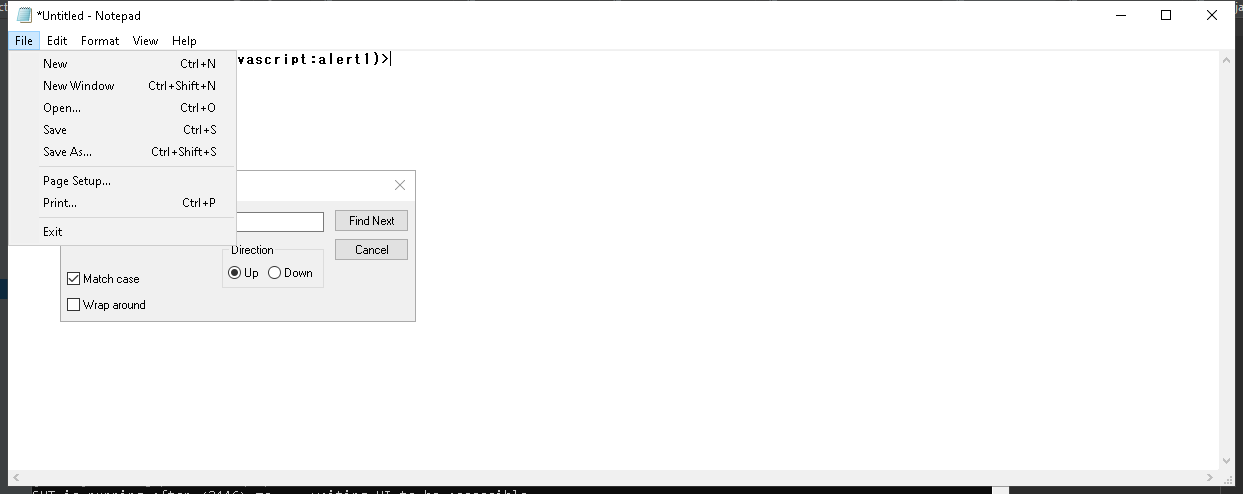 *Untitled - Notepad
File Edit Format View Help
vascript:alert1)>
New Ctrl+N
New Window Ctrl+Shift+N
Open... Ctrl+O
Save Ctrl+S
Save As... Ctrl+Shift+S
Page Setup...
Print... Ctrl+P
Exit
Find Next
Cancel
Direction
Up Down
Match case
Wrap around